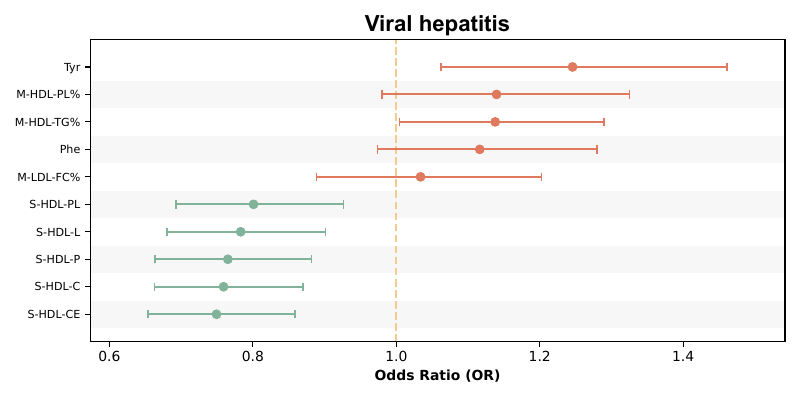 Viral hepatitis
Tyr
M-HDL-PL%
M-HDL-TG%
Phe
M-LDL-FC%
S-HDL-PL
S-HDL-L
S-HDL-P
S-HDL-C
S-HDL-CE
0.6 0.8 1.0 1.2 1.4
Odds Ratio (OR)